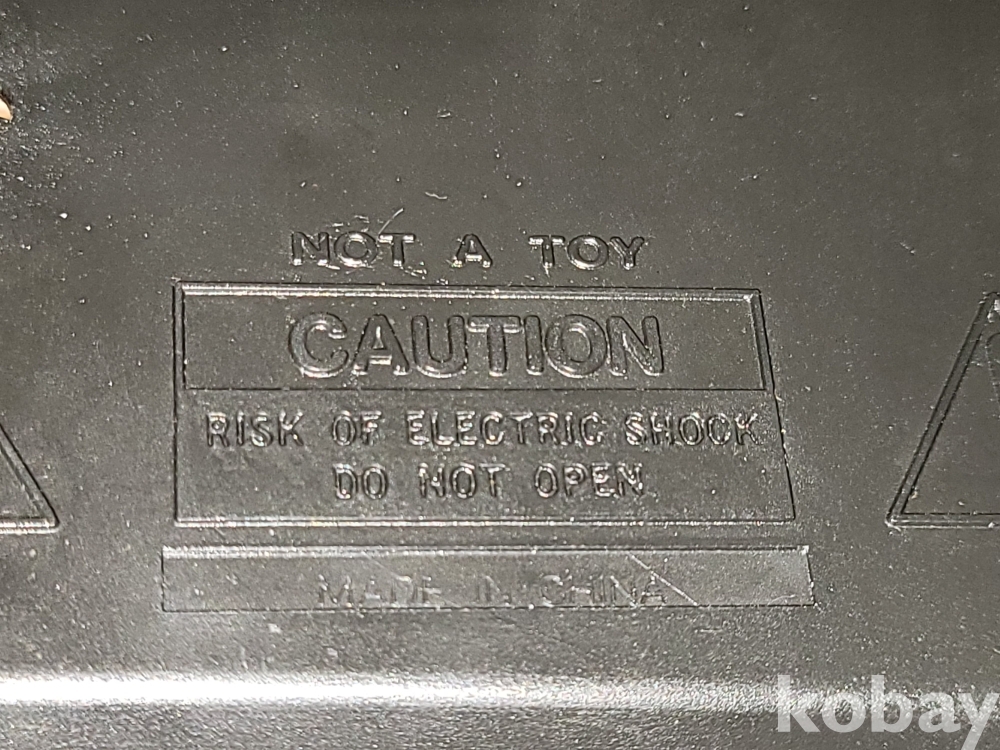 NOT A TOY
CAUTION
RISK OF ELECTRIC SHOCK
DO NOT OPEN
MADE IN CHINA
kobay